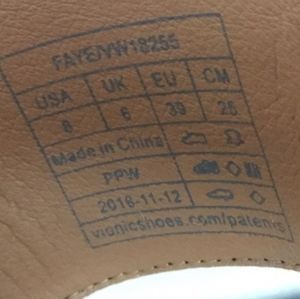 FAYE/VW18255
USA UK EU CM
8 6 39 25
Made in China
PPW
2016-11-12
vionicshoes.com/patents